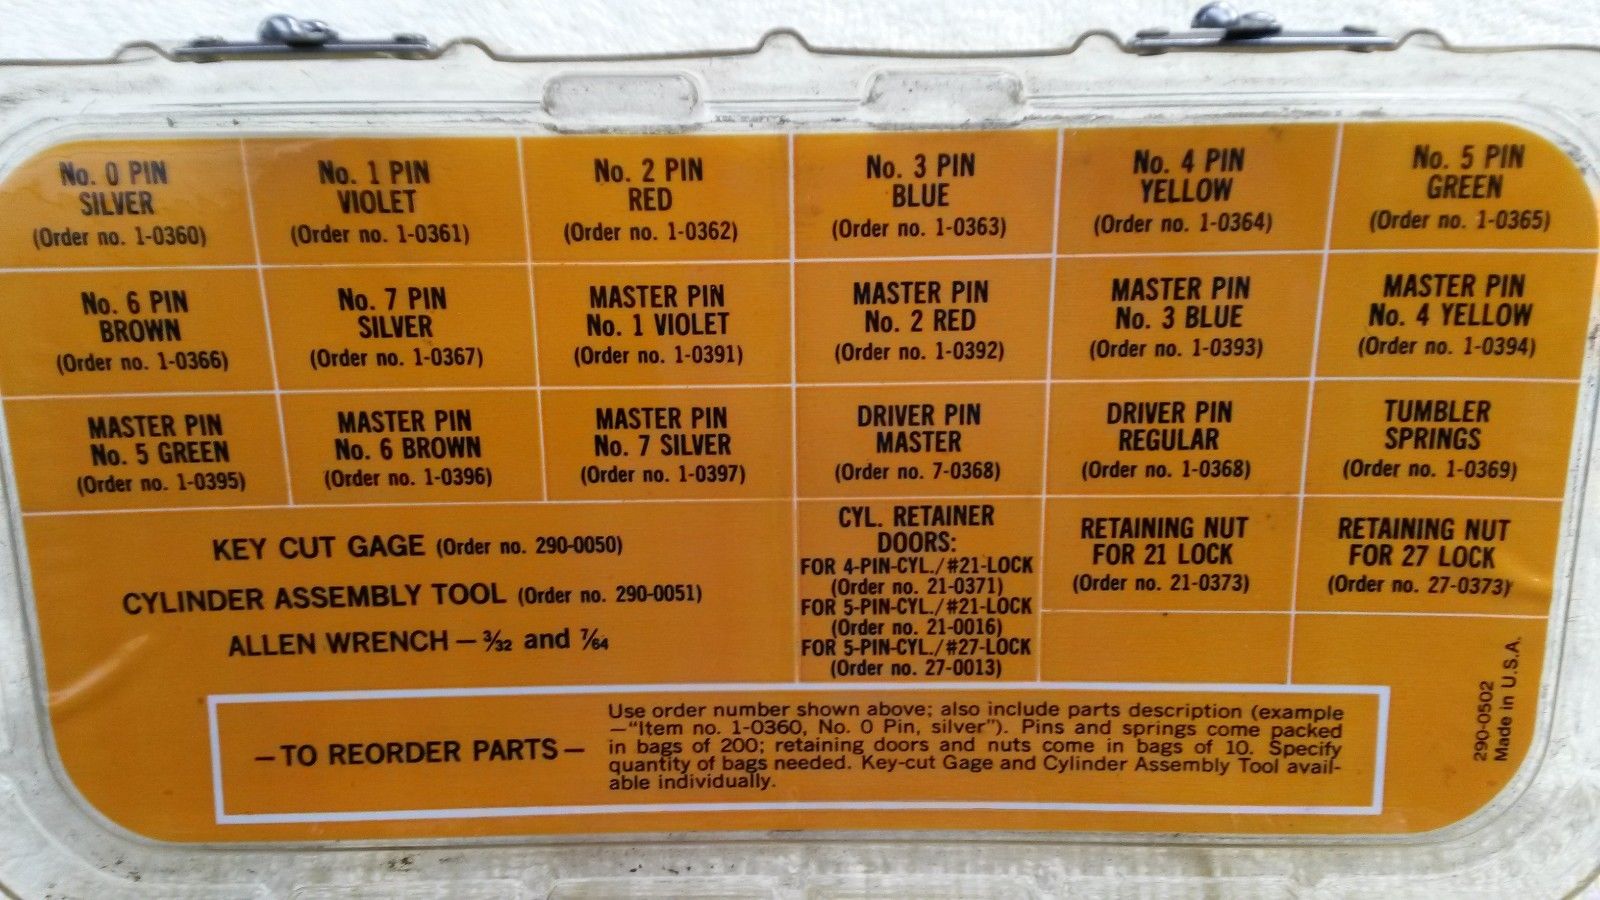 No. 0 PIN
SILVER
(Order no. 1-0360)
No. 1 PIN
VIOLET
(Order no. 1-0361)
No. 2 PIN
RED
(Order no. 1-0362)
No. 3 PIN
BLUE
(Order no. 1-0363)
No. 4 PIN
YELLOW
(Order no. 1-0364)
No. 5 PIN
GREEN
(Order no. 1-0365)
No. 6 PIN
BROWN
(Order no. 1-0366)
No. 7 PIN
SILVER
(Order no. 1-0367)
MASTER PIN
No. 1 VIOLET
(Order no. 1-0391)
MASTER PIN
No. 2 RED
(Order no. 1-0392)
MASTER PIN
No. 3 BLUE
(Order no. 1-0393)
MASTER PIN
No. 4 YELLOW
(Order no. 1-0394)
MASTER PIN
No. 5 GREEN
(Order no. 1-0395)
MASTER PIN
No. 6 BROWN
(Order no. 1-0396)
MASTER PIN
No. 7 SILVER
(Order no. 1-0397)
DRIVER PIN
MASTER
(Order no. 7-0368)
DRIVER PIN
REGULAR
(Order no. 1-0368)
TUMBLER
SPRINGS
(Order no. 1-0369)
KEY CUT GAGE (Order no. 290-0050)
CYLINDER ASSEMBLY TOOL (Order no. 290-0051)
ALLEN WRENCH — 3/32 and 7/64
CYL. RETAINER
DOORS:
FOR 4-PIN-CYL./#21-LOCK
(Order no. 21-0371)
FOR 5-PIN-CYL./#21-LOCK
(Order no. 21-0016)
FOR 5-PIN-CYL./#27-LOCK
(Order no. 27-0013)
RETAINING NUT
FOR 21 LOCK
(Order no. 21-0373)
RETAINING NUT
FOR 27 LOCK
(Order no. 27-0373)
— TO REORDER PARTS —
Use order number shown above; also include parts description (example
—"Item no. 1-0360, No. 0 Pin, silver"). Pins and springs come packed
in bags of 200; retaining doors and nuts come in bags of 10. Specify
quantity of bags needed. Key-cut Gage and Cylinder Assembly Tool avail-
able individually.
290-0502
Made in U.S.A.